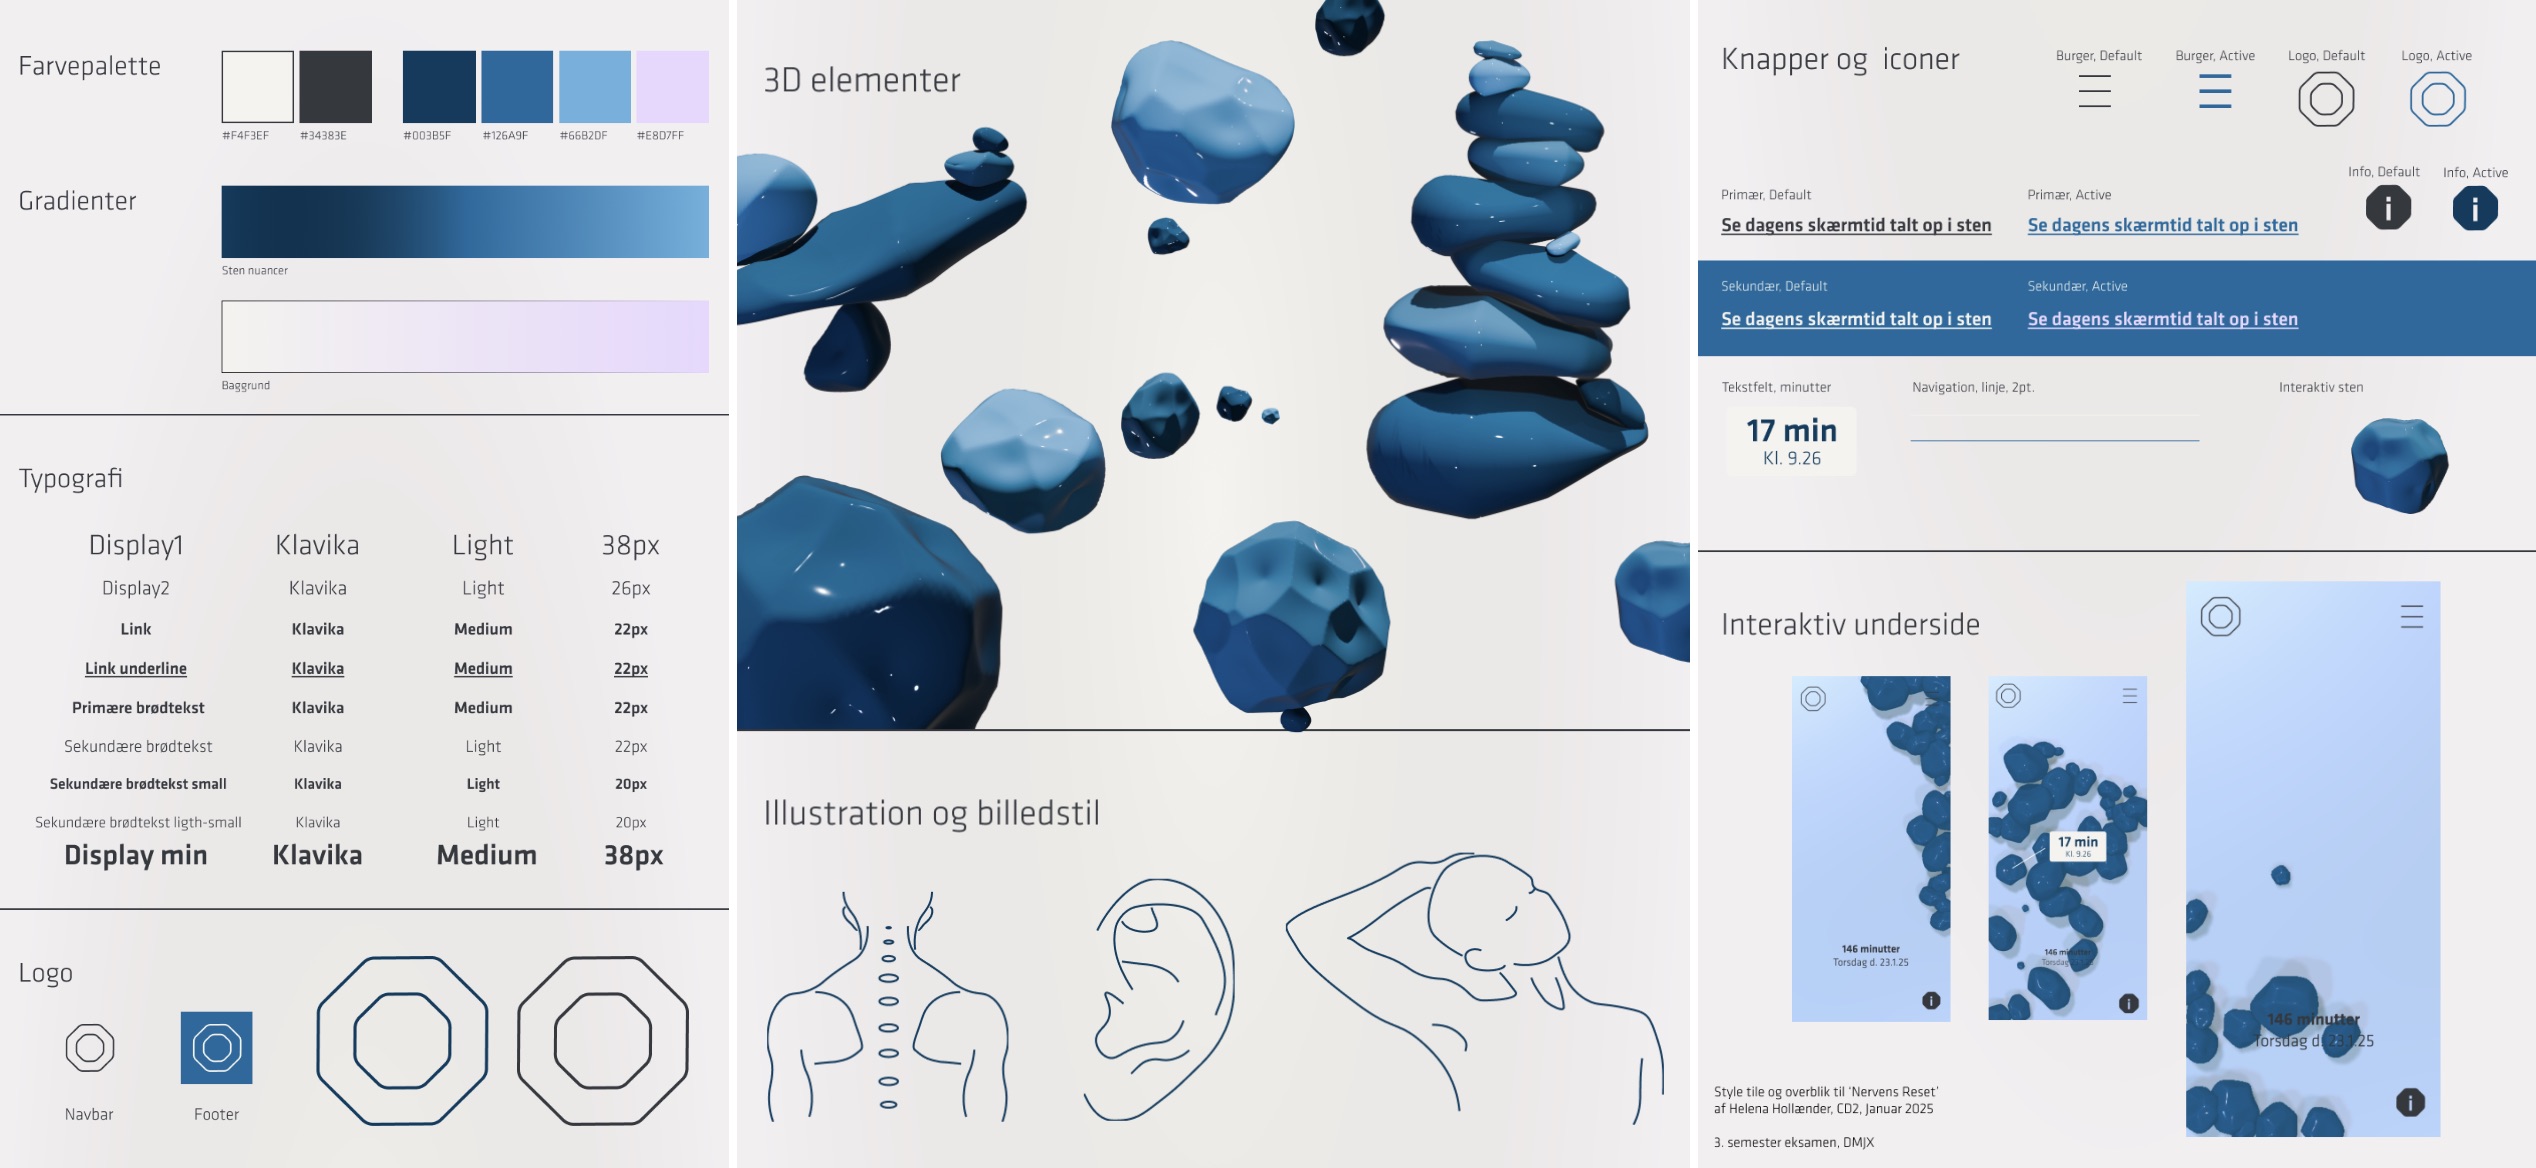 Farvepalette
#F4F3EF #34383E #003B5F #126A9F #66B2DF #E8D7FF
Gradienter
Sten nuancer
Baggrund
Typografi
Display1 Klavika Light 38px
Display2 Klavika Light 26px
Link Klavika Medium 22px
Link underline Klavika Medium 22px
Primære brødtekst Klavika Medium 22px
Sekundære brødtekst Klavika Light 22px
Sekundære brødtekst small Klavika Light 20px
Sekundære brødtekst ligth-small Klavika Light 20px
Display min Klavika Medium 38px
Logo
Navbar
Footer
3D elementer
Illustration og billedstil
Knapper og iconer
Burger, Default
Burger, Active
Logo, Default
Logo, Active
Info, Default
Info, Active
i
i
Primær, Default
Se dagens skærmtid talt op i sten
Primær, Active
Se dagens skærmtid talt op i sten
Sekundær, Default
Se dagens skærmtid talt op i sten
Sekundær, Active
Se dagens skærmtid talt op i sten
Tekstfelt, minutter
17 min
Kl. 9.26
Navigation, linje, 2pt.
Interaktiv sten
Interaktiv underside
146 minutter
Torsdag d. 23.1.25
i
17 min
Kl. 9.26
146 minutter
Torsdag
i
146 minutter
Torsdag d. 23.1.25
i
Style tile og overblik til 'Nervens Reset'
af Helena Hollænder, CD2, Januar 2025
3. semester eksamen, DMJX